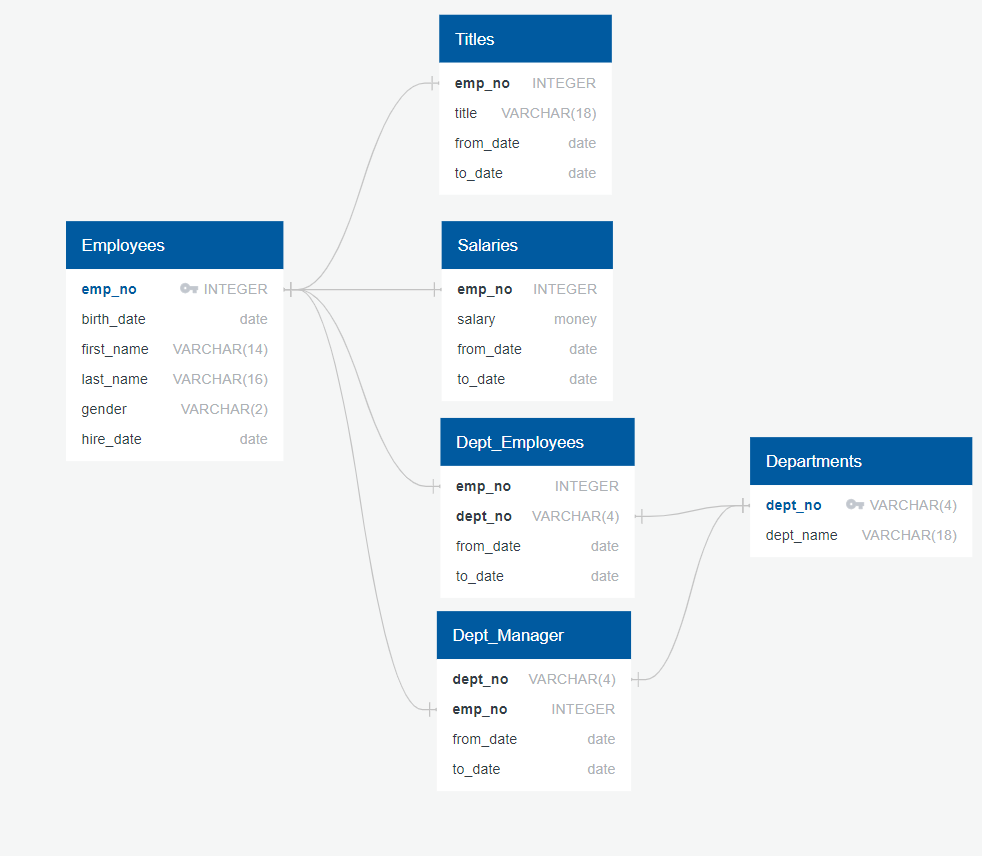 Titles
emp_no INTEGER
title VARCHAR(18)
from_date date
to_date date
Employees
emp_no INTEGER
birth_date date
first_name VARCHAR(14)
last_name VARCHAR(16)
gender VARCHAR(2)
hire_date date
Salaries
emp_no INTEGER
salary money
from_date date
to_date date
Dept_Employees
emp_no INTEGER
dept_no VARCHAR(4)
from_date date
to_date date
Departments
dept_no VARCHAR(4)
dept_name VARCHAR(18)
Dept_Manager
dept_no VARCHAR(4)
emp_no INTEGER
from_date date
to_date date